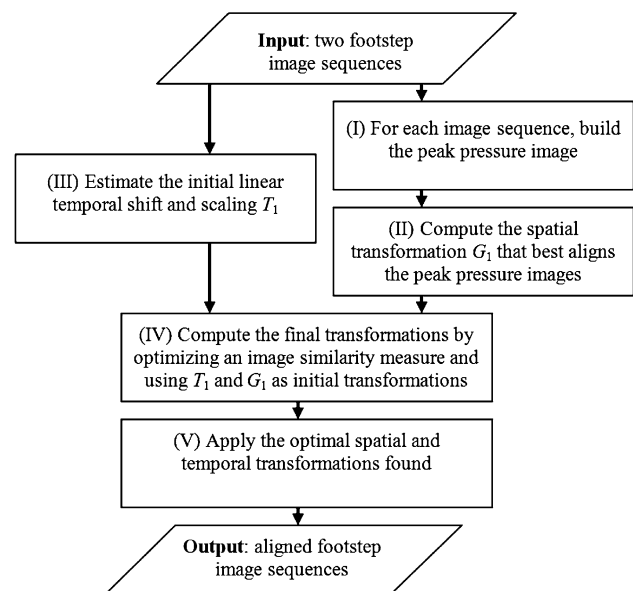 Input: two footstep
image sequences
(I) For each image sequence, build
the peak pressure image
(III) Estimate the initial linear
temporal shift and scaling T1
(II) Compute the spatial
transformation G1 that best aligns
the peak pressure images
(IV) Compute the final transformations by
optimizing an image similarity measure and
using T1 and G1 as initial transformations
(V) Apply the optimal spatial and
temporal transformations found
Output: aligned footstep
image sequences